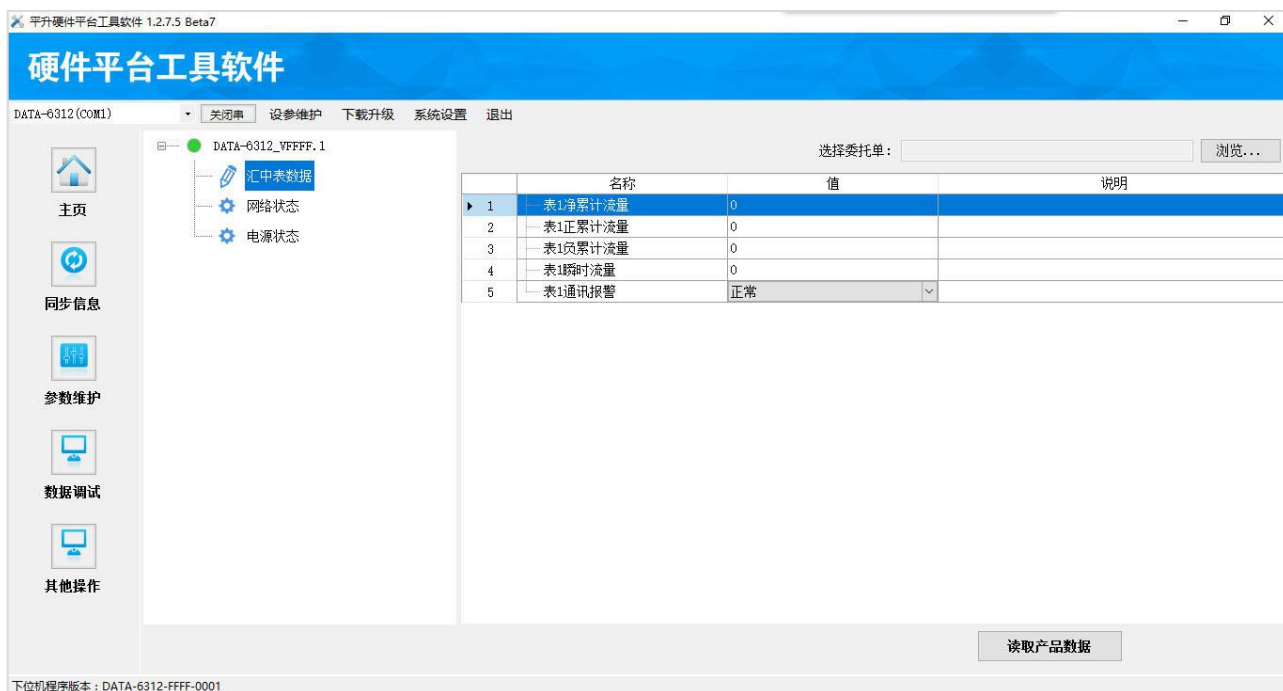 平升硬件平台工具软件 1.2.7.5 Beta7
硬件平台工具软件
DATA-6312(COM1) 关闭串 设参维护 下载升级 系统设置 退出
主页
同步信息
参数维护
数据调试
其他操作
DATA-6312_VFFFF.1
汇中表数据
网络状态
电源状态
选择委托单： 浏览...
名称 值 说明
1 表1净累计流量 0
2 表1正累计流量 0
3 表1负累计流量 0
4 表1瞬时流量 0
5 表1通讯报警 正常
读取产品数据
下位机程序版本：DATA-6312-FFFF-0001